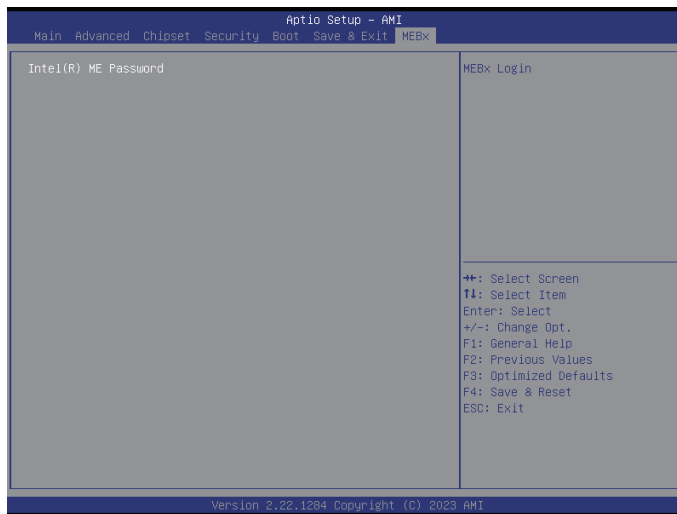 Aptio Setup – AMI
Main Advanced Chipset Security Boot Save & Exit MEBx
Intel(R) ME Password
MEBx Login
→←: Select Screen
↑↓: Select Item
Enter: Select
+/-: Change Opt.
F1: General Help
F2: Previous Values
F3: Optimized Defaults
F4: Save & Reset
ESC: Exit
Version 2.22.1284 Copyright (C) 2023 AMI